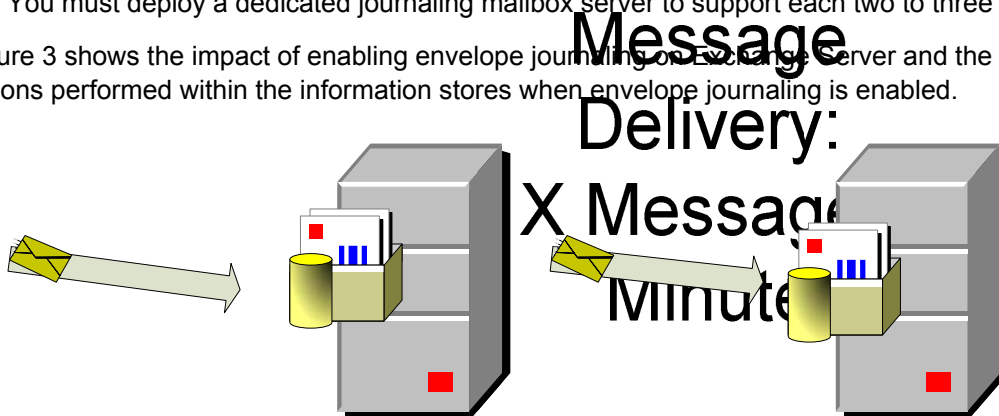 You must deploy a dedicated journaling mailbox server to support each two to three
ure 3 shows the impact of enabling envelope journaling on Exchange Server and the
ons performed within the information stores when envelope journaling is enabled.
Message
Delivery:
X Message
Minute